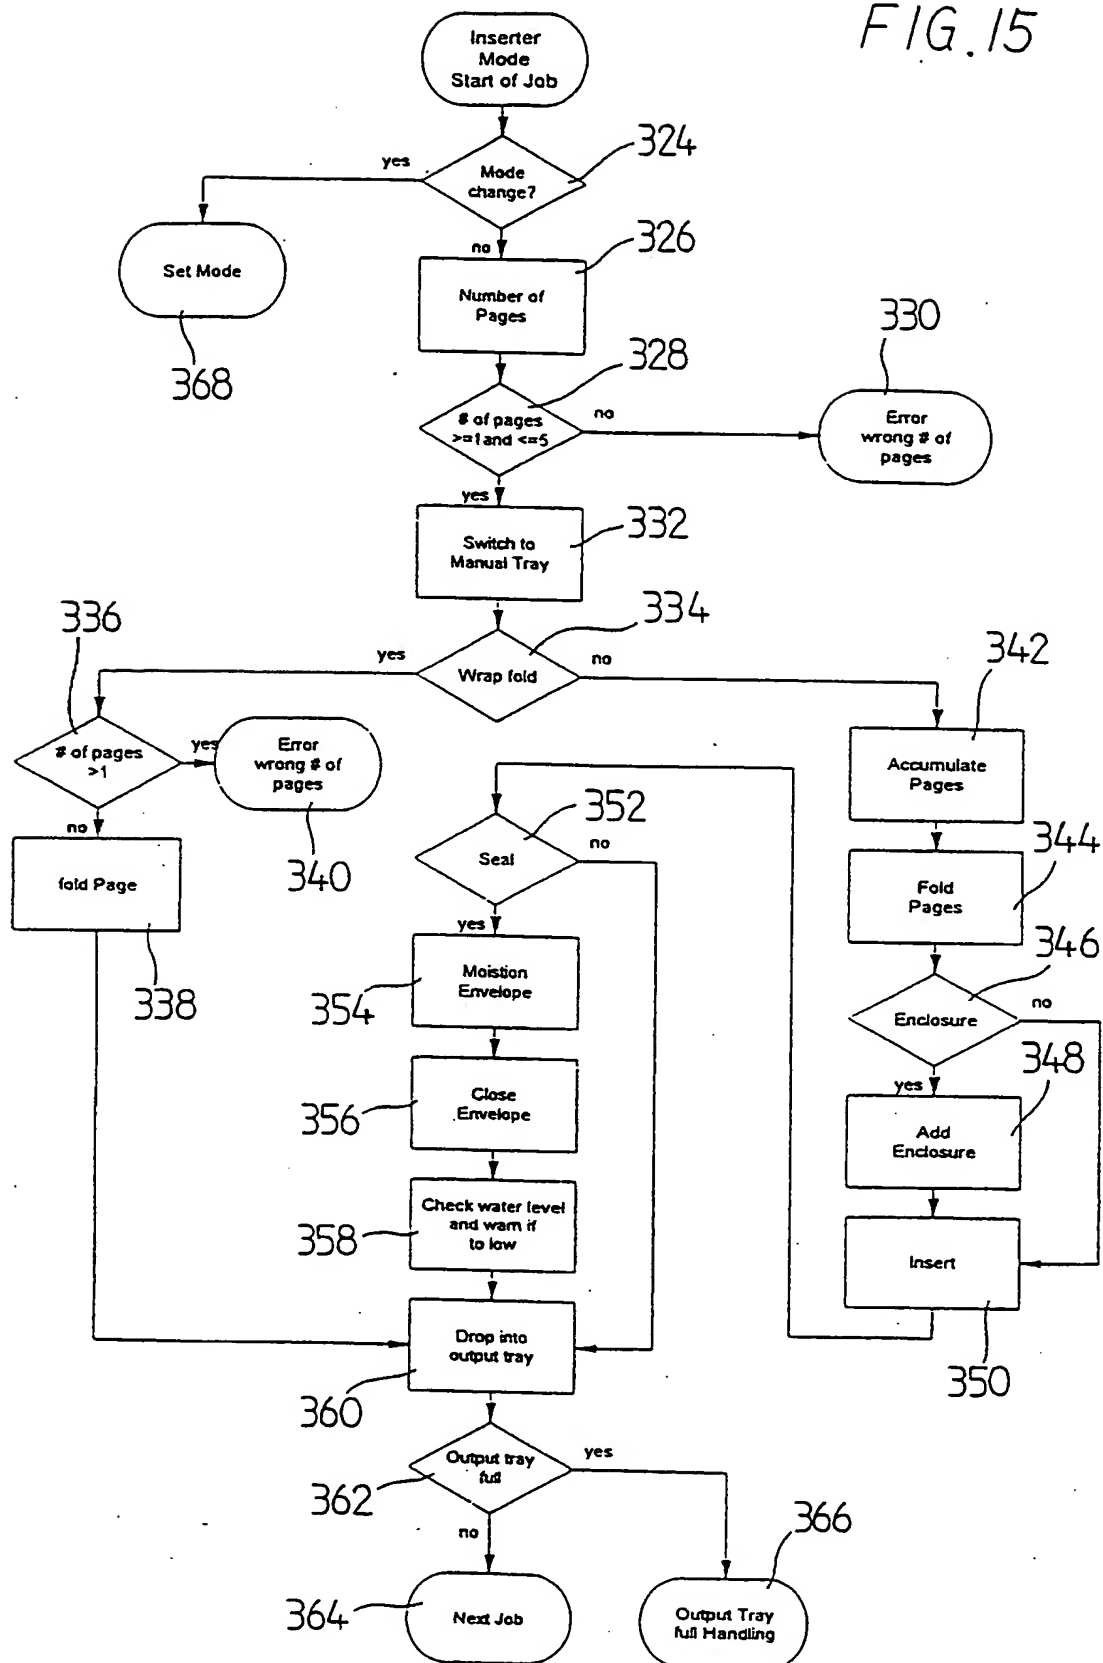 FIG. 15
Inserter
Mode
Start of Job
324
yes
Mode
change?
no
326
Set Mode
Number of
Pages
330
368
328
# of pages
>=1and <=5
no
Error
wrong # of
pages
yes
332
Switch to
Manual Tray
336
334
yes
Wrap fold
no
342
# of pages
>1
yes
Error
wrong # of
pages
Accumulate
Pages
no
352
Seal
no
344
fold Page
340
Fold
Pages
yes
346
338
354
Moistion
Envelope
Enclosure
no
348
yes
356
Close
Envelope
Add
Enclosure
358
Check water level
and warn if
to low
Insert
Drop into
output tray
350
360
Output tray
full
yes
362
no
366
364
Next Job
Output Tray
full Handling